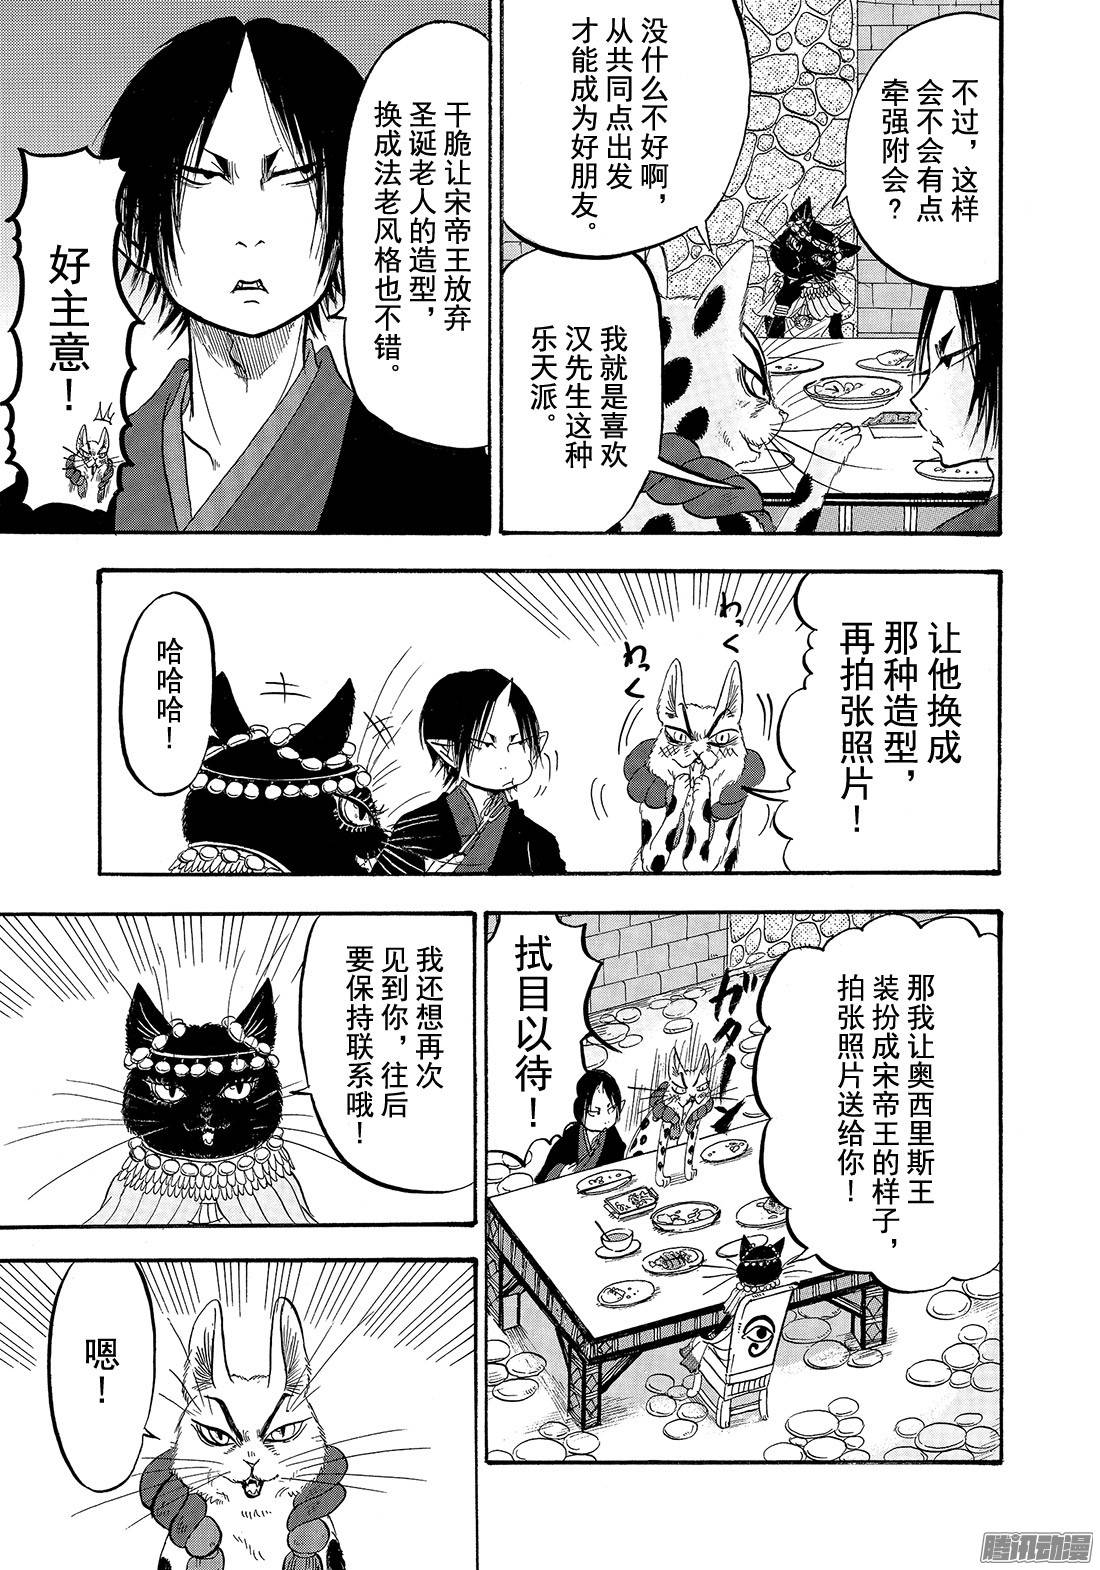 不过，这样
会不会有点
牵强附会？
没什么不好啊，
从共同点出发
才能成为好朋友。
我就是喜欢
汉先生这种
乐天派。
干脆让宋帝王放弃
圣诞老人的造型，
换成法老风格也不错。
好主意！
让他换成
那种造型，
再拍张照片！
わっく
わっく
哈哈哈！
那我让奥西里斯王
装扮成宋帝王的样子，
拍张照片送给你！
ガター
拭目以待！
我还想再次
见到你，往后
要保持联系哦！
嗯！
腾讯动漫